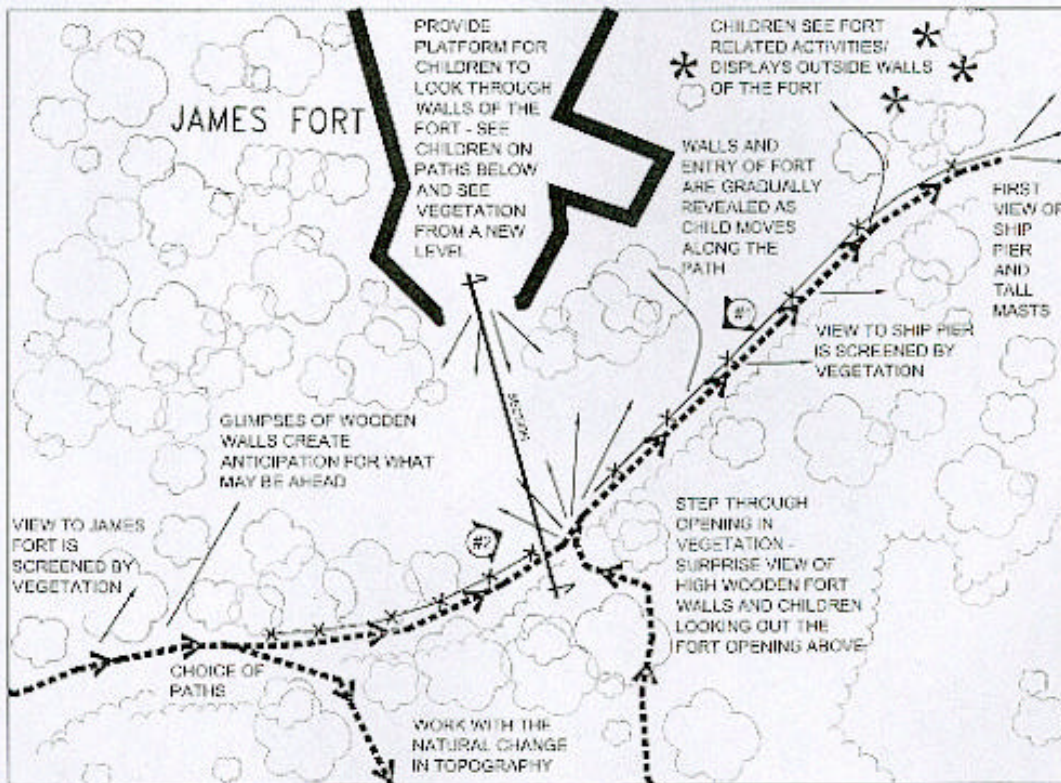 PROVIDE
PLATFORM FOR
CHILDREN TO
LOOK THROUGH
WALLS OF THE
FORT - SEE
CHILDREN ON
PATHS BELOW
AND SEE
VEGETATION
FROM A NEW
LEVEL
CHILDREN SEE FORT
RELATED ACTIVITIES/
DISPLAYS OUTSIDE WALLS
OF THE FORT
JAMES FORT
WALLS AND
ENTRY OF FORT
ARE GRADUALLY
REVEALED AS
CHILD MOVES
ALONG THE
PATH
FIRST
VIEW OF
SHIP
PIER
AND
TALL
MASTS
#1
VIEW TO SHIP PIER
IS SCREENED BY
VEGETATION
SECTION
GLIMPSES OF WOODEN
WALLS CREATE
ANTICIPATION FOR WHAT
MAY BE AHEAD
VIEW TO JAMES
FORT IS
SCREENED BY
VEGETATION
#2
STEP THROUGH
OPENING IN
VEGETATION -
SURPRISE VIEW OF
HIGH WOODEN FORT
WALLS AND CHILDREN
LOOKING OUT THE
FORT OPENING ABOVE
CHOICE OF
PATHS
WORK WITH THE
NATURAL CHANGE
IN TOPOGRAPHY